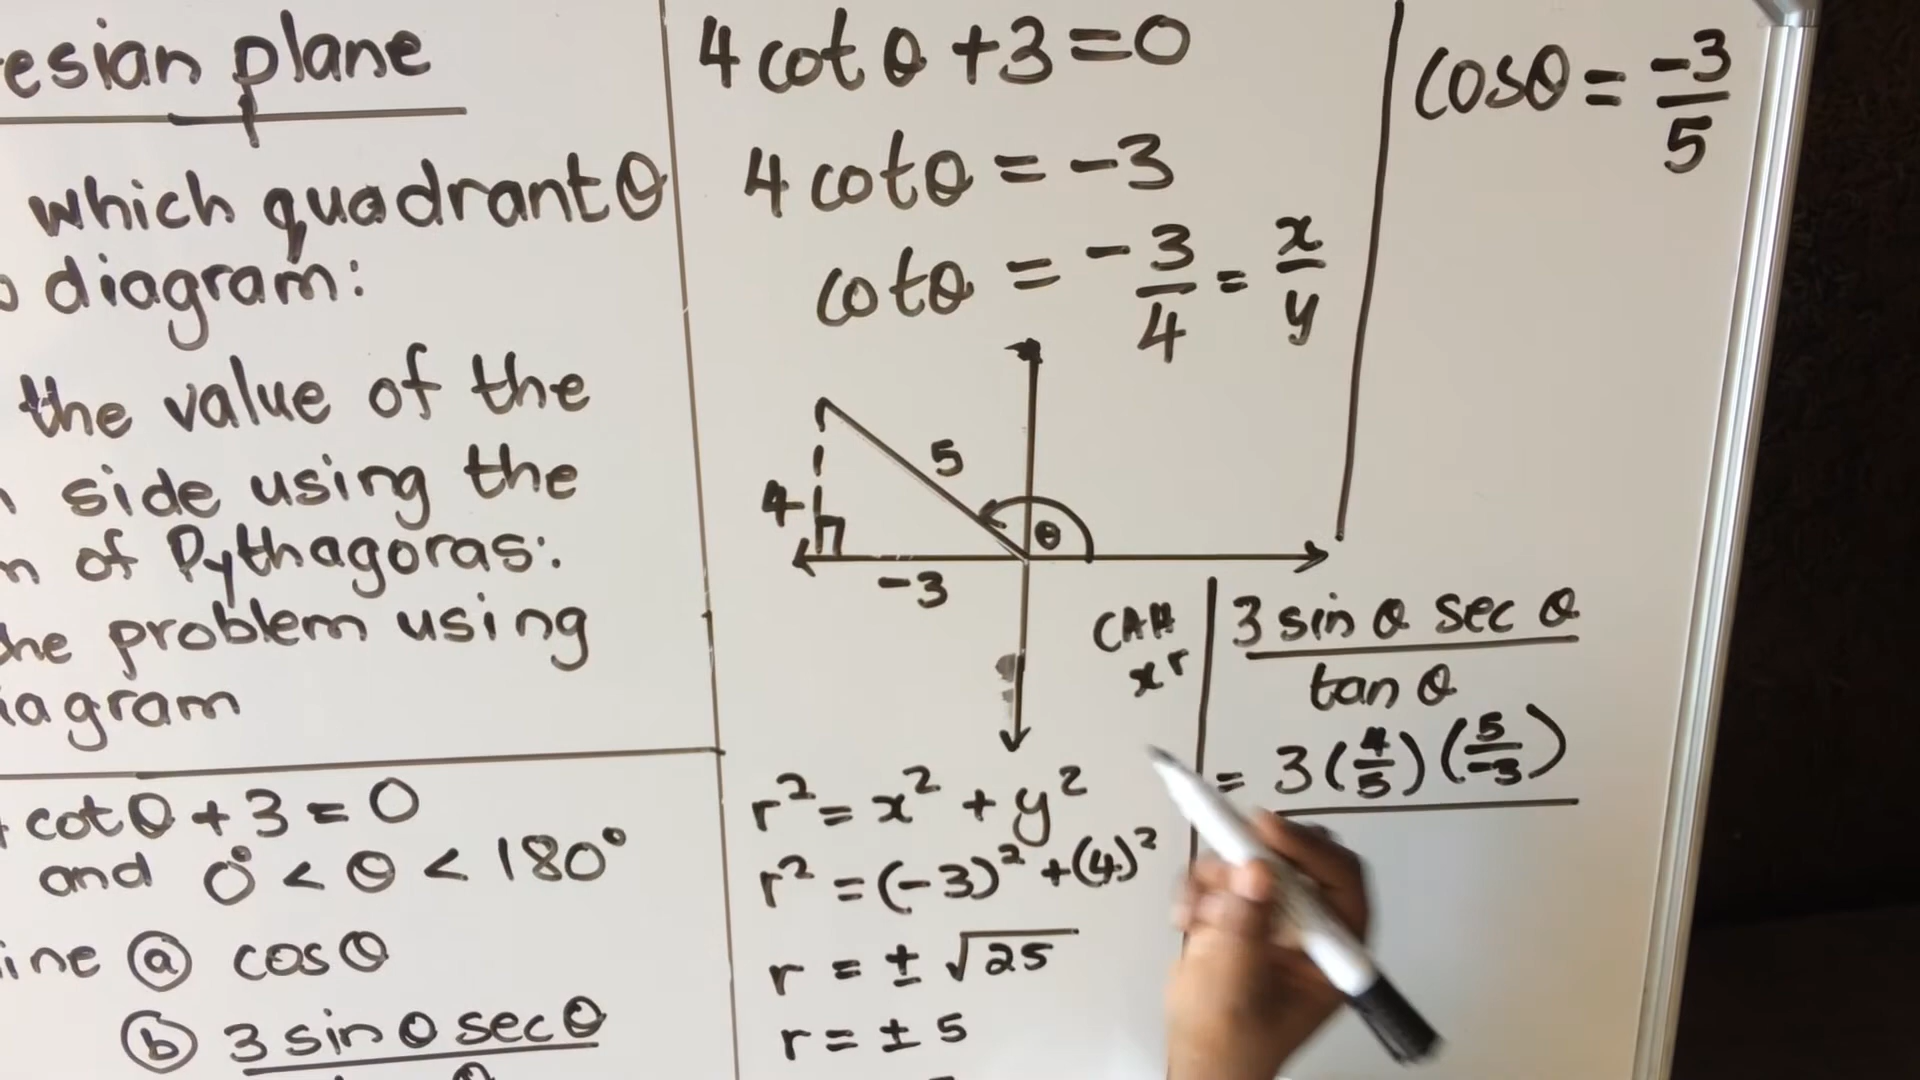 esian plane
which quadrant θ
diagram:
the value of the
side using the
of Pythagoras:
problem using
cot θ + 3 = 0
and 0° < θ < 180°
ine ⓐ cos θ
ⓑ 3 sin θ sec θ
4 cot θ + 3 = 0
4 cot θ = -3
cot θ = -3/4 = x/y
5
4
θ
-3
r² = x² + y²
r² = (-3)² + (4)²
r = ± √25
r = ± 5
cos θ = -3/5
CAH
x r
3 sin θ sec θ
tan θ
= 3(4/5)(5/-3)